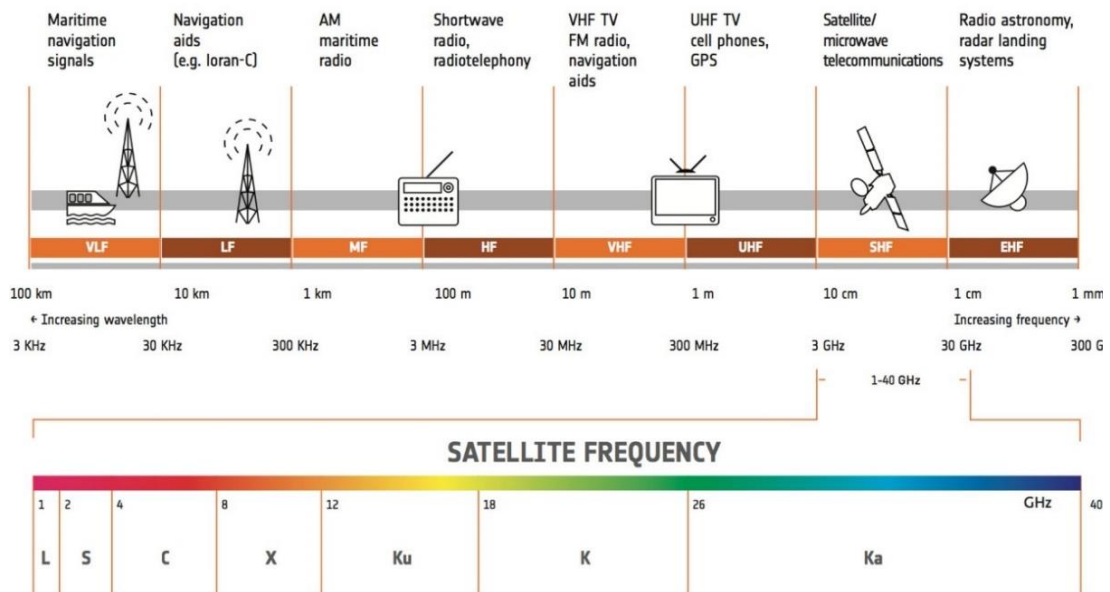 Maritime
navigation
signals
Navigation
aids
(e.g. loran-C)
AM
maritime
radio
Shortwave
radio,
radiotelephony
VHF TV
FM radio,
navigation
aids
UHF TV
cell phones,
GPS
Satellite/
microwave
telecommunications
Radio astronomy,
radar landing
systems
VLF LF MF HF VHF UHF SHF EHF
100 km 10 km 1 km 100 m 10 m 1 m 10 cm 1 cm 1 mm
← Increasing wavelength Increasing frequency →
3 KHz 30 KHz 300 KHz 3 MHz 30 MHz 300 MHz 3 GHz 30 GHz 300 G
1-40 GHz
SATELLITE FREQUENCY
1 2 4 8 12 18 26 GHz 40
L S C X Ku K Ka